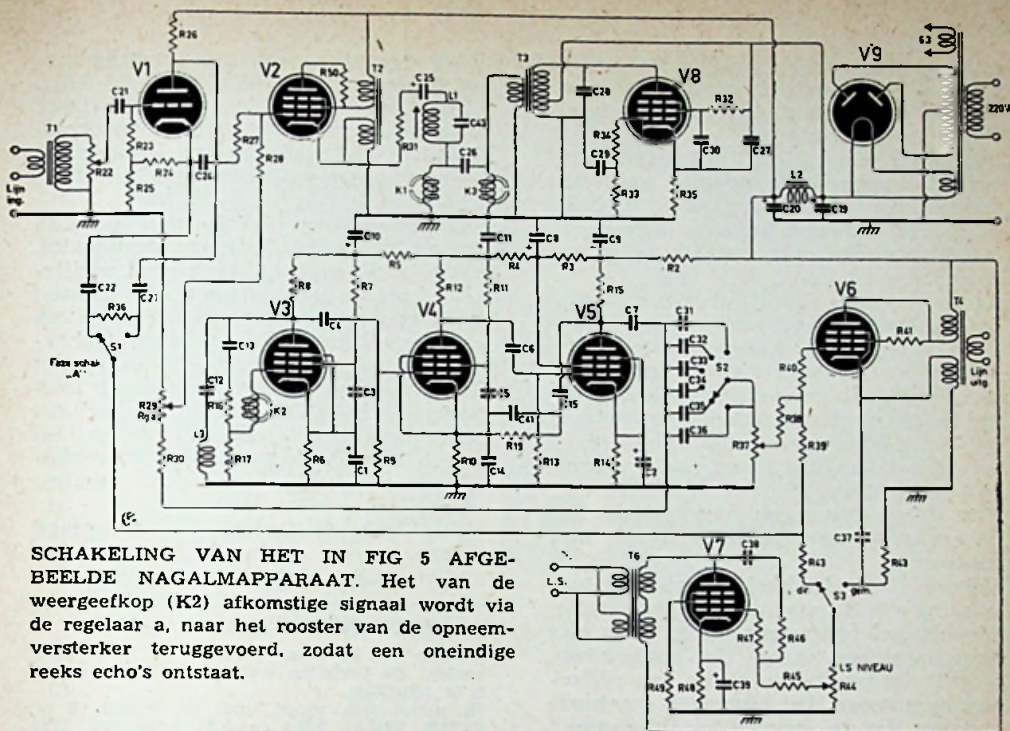 R26
V1
V2
R50
T2
C25
L1
T3
C28
V8
R32
V9
6,3
220V
C21
T1
R23
R22
R24
R25
C24
R27
R28
R31
C43
C26
K1
K3
R34
C29
C30
C27
R33
R35
L2
C20
C19
Lijn
ing.
C10
C11
C8
C9
C22
R36
S1
Faze schak.
„A"
R8
R5
R7
R12
R4
R11
R3
R15
R2
V3
V4
V5
V6
T4
C13
C4
C6
C7
C31
C32
C33
C34
C35
C36
S2
R41
Lijn
uitg.
C12
R16
K2
C3
C5
C15
R40
R38
R29
R17
L3
R30
R6
C1
R9
R10
C41
R19
C14
R13
R14
C2
R37
R39
SCHAKELING VAN HET IN FIG 5 AFGE-
BEELDE NAGALMAPPARAAT. Het van de
weergeefkop (K2) afkomstige signaal wordt via
de regelaar a, naar het rooster van de opneem-
versterker teruggevoerd, zodat een oneindige
reeks echo's ontstaat.
L.S.
T6
V7
C38
R43
C37
R43
dir.
S3
gem.
R47
R46
R49
R48
C39
R45
LS NIVEAU
R44